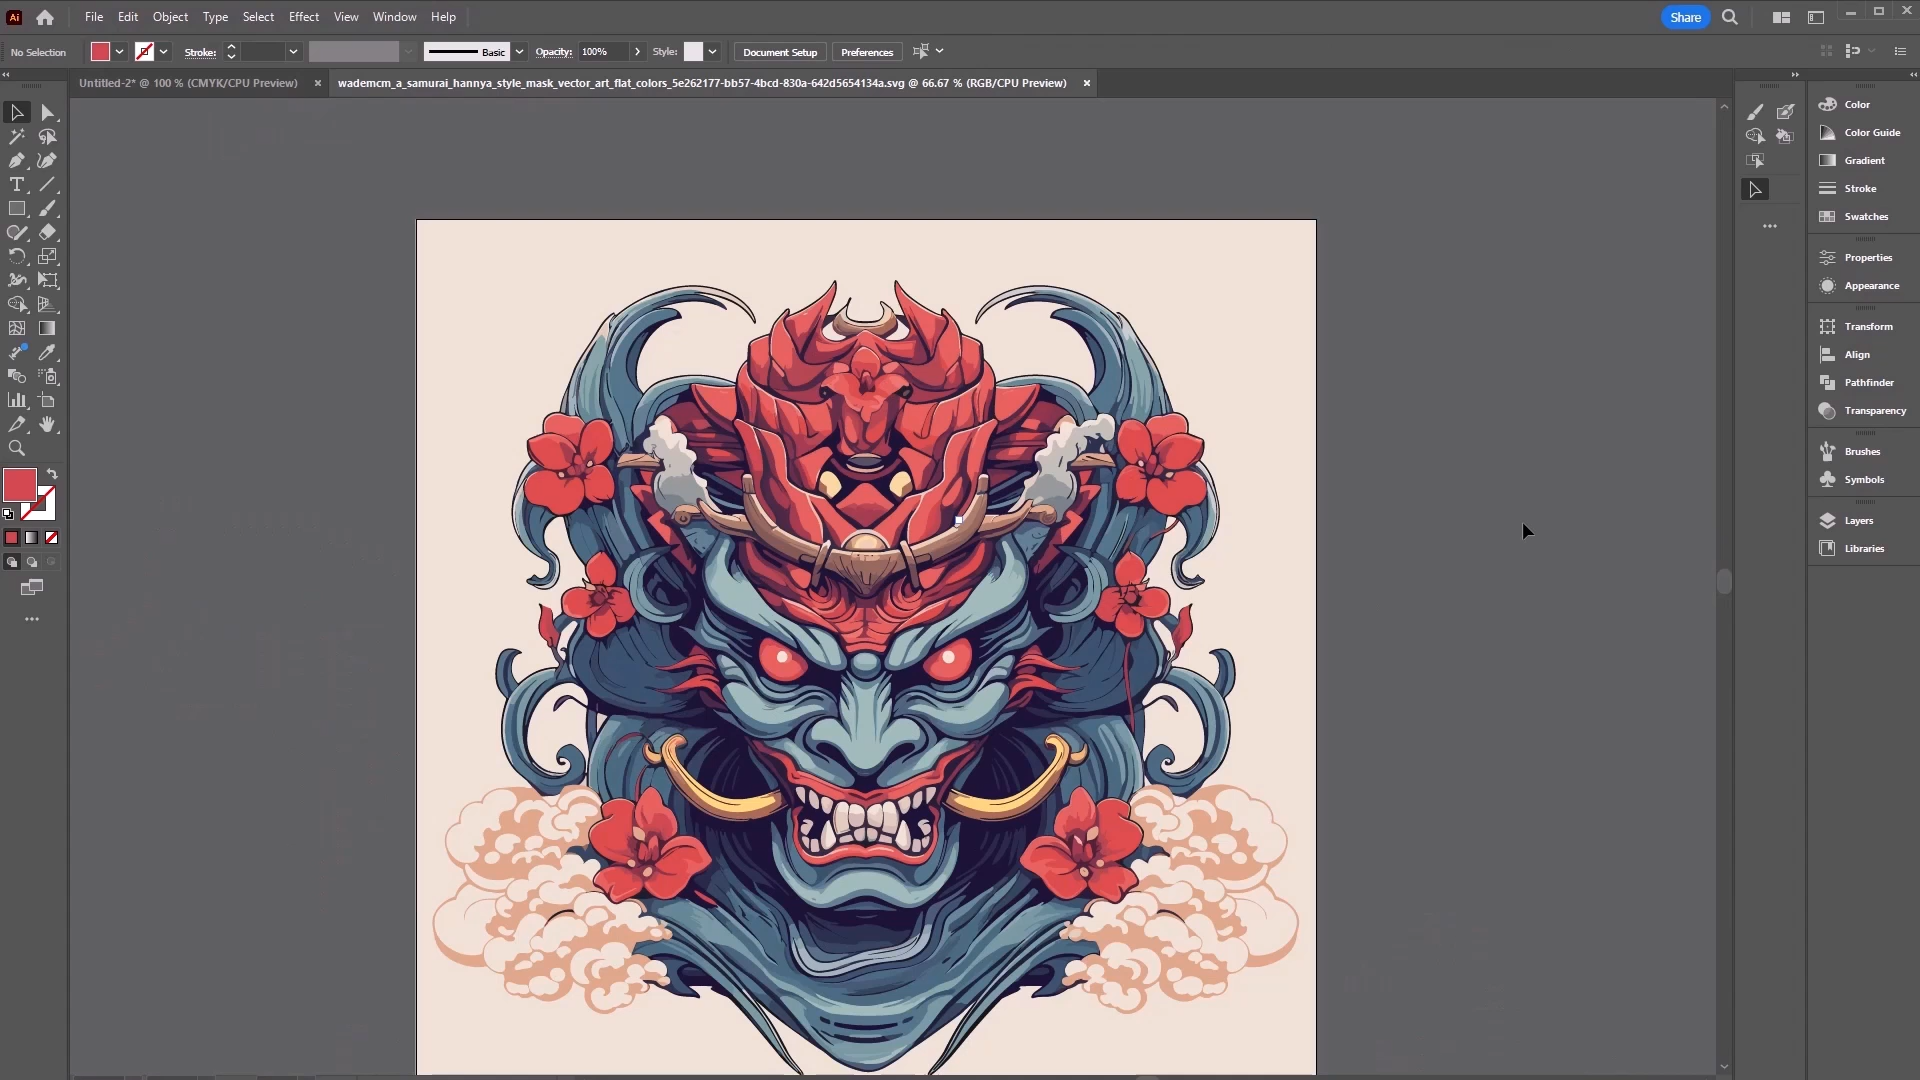 Ai File Edit Object Type Select Effect View Window Help Share
No Selection Stroke: Basic Opacity: 100% Style: Document Setup Preferences
Untitled-2* @ 100 % (CMYK/CPU Preview) × wademcm_a_samurai_hannya_style_mask_vector_art_flat_colors_5e262177-bb57-4bcd-830a-642d5654134a.svg @ 66.67 % (RGB/CPU Preview) ×
Color
Color Guide
Gradient
Stroke
Swatches
Properties
Appearance
Transform
Align
Pathfinder
Transparency
Brushes
Symbols
Layers
Libraries